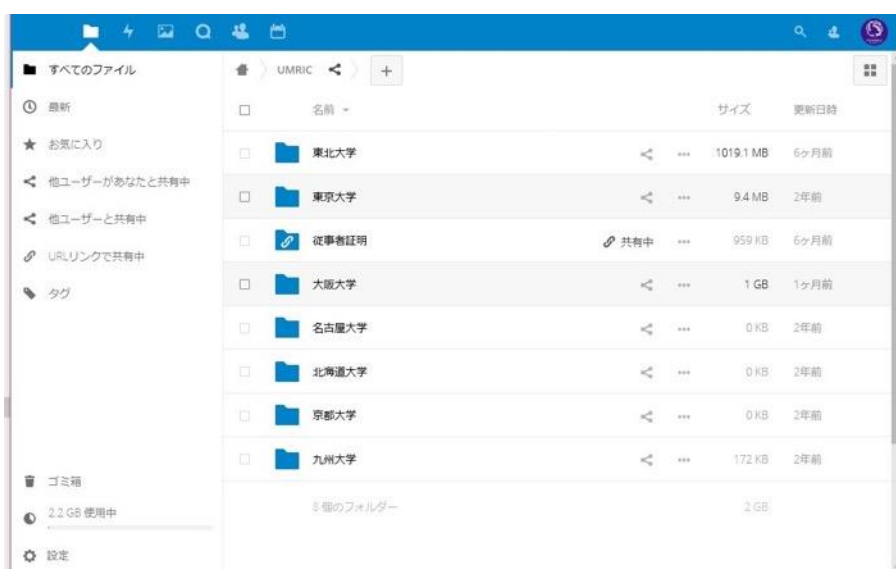 すべてのファイル
最新
お気に入り
他ユーザーがあなたと共有中
他ユーザーと共有中
URLリンクで共有中
タグ
ゴミ箱
2.2 GB 使用中
設定
UMRIC
名前 サイズ 更新日時
東北大学 1019.1 MB 6ヶ月前
東京大学 9.4 MB 2年前
従事者証明 共有中 959 KB 6ヶ月前
大阪大学 1 GB 1ヶ月前
名古屋大学 0 KB 2年前
北海道大学 0 KB 2年前
京都大学 0 KB 2年前
九州大学 172 KB 2年前
8 個のフォルダー 2 GB